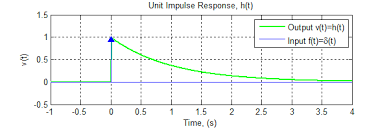 Unit Impulse Response, h(t)
Output v(t)=h(t)
Input f(t)=δ(t)
v(t)
1.5
1
0.5
0
-0.5
-1 -0.5 0 0.5 1 1.5 2 2.5 3 3.5 4
Time, (s)